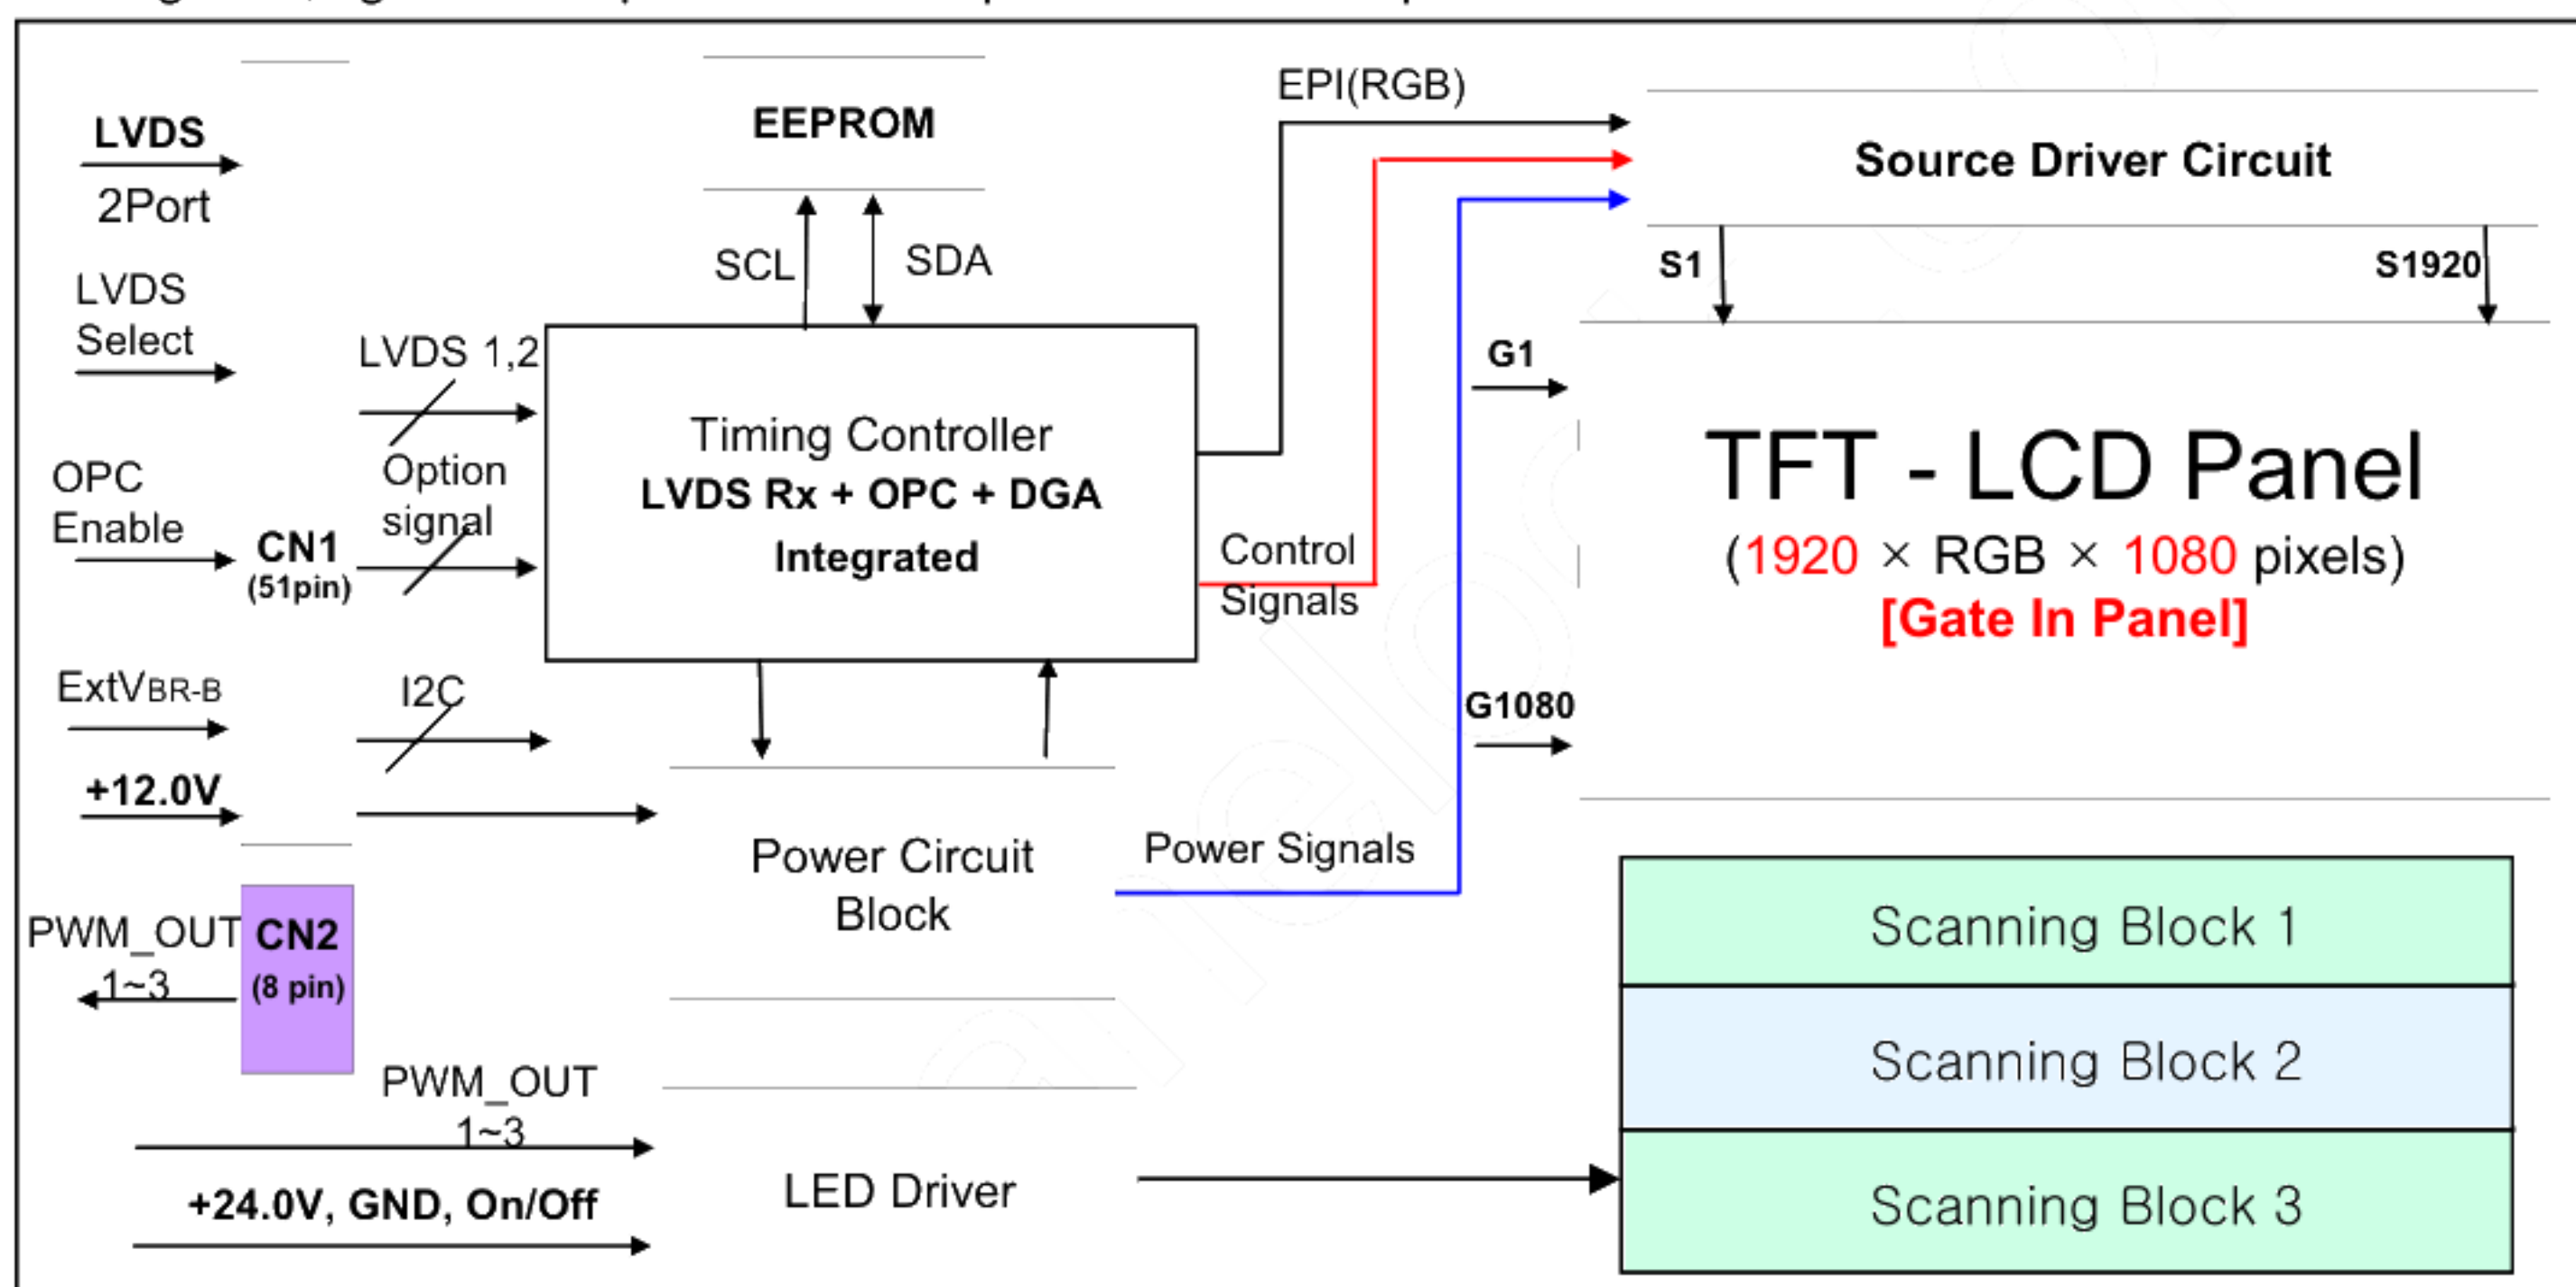 EEPROM
EPI(RGB)
Source Driver Circuit
LVDS
2Port
SCL
SDA
S1
S1920
LVDS
Select
LVDS 1,2
G1
Timing Controller
LVDS Rx + OPC + DGA
Integrated
TFT - LCD Panel
(1920 × RGB × 1080 pixels)
[Gate In Panel]
OPC
Enable
Option
signal
CN1
(51pin)
Control
Signals
ExtVBR-B
I2C
G1080
+12.0V
Power Circuit
Block
Power Signals
PWM_OUT
1~3
CN2
(8 pin)
Scanning Block 1
Scanning Block 2
Scanning Block 3
PWM_OUT
1~3
+24.0V, GND, On/Off
LED Driver